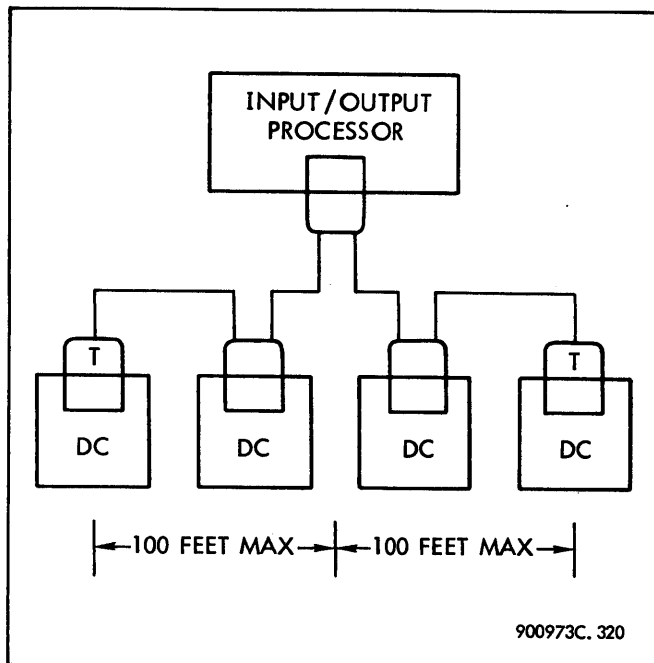 INPUT/OUTPUT
PROCESSOR
T
T
DC
DC
DC
DC
100 FEET MAX
100 FEET MAX
900973C. 320